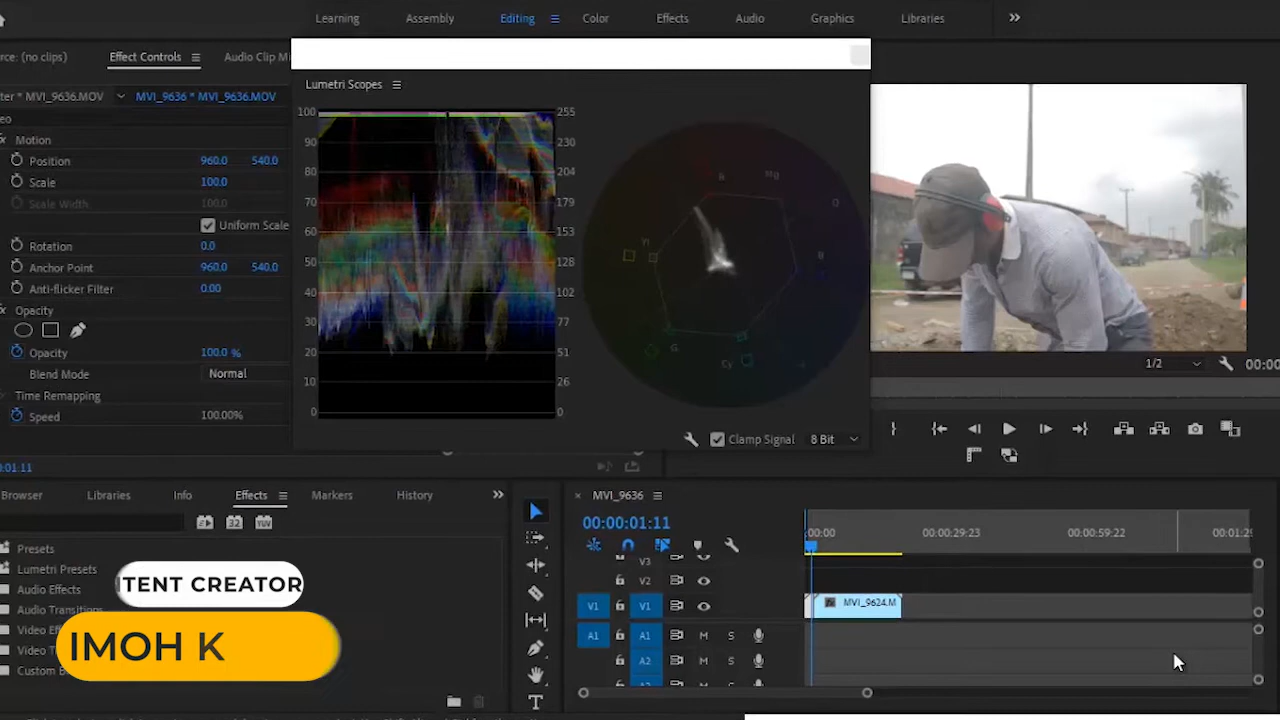 Learning Assembly Editing Color Effects Audio Graphics Libraries
rce: (no clips) Effect Controls Audio Clip Mi
ter * MVI_9636.MOV MVI_9636 * MVI_9636.MOV
eo
Motion
Position 960.0 540.0
Scale 100.0
Scale Width 100.0
Uniform Scale
Rotation 0.0
Anchor Point 960.0 540.0
Anti-flicker Filter 0.00
Opacity
Opacity 100.0 %
Blend Mode Normal
Time Remapping
Speed 100.00%
0:01:11
Lumetri Scopes
100 255
90 230
80 204
70 179
60 153
50 128
40 102
30 77
20 51
10 26
0 0
R Mg
Yl B
G Cy
Clamp Signal 8 Bit
1/2 00:00
Browser Libraries Info Effects Markers History
Presets
Lumetri Presets
Audio Effects
Audio Transitions
Video E
Video T
Custom B
TENT CREATOR
IMOH K
MVI_9636
00:00:01:11
:00:00 00:00:29:23 00:00:59:22 00:01:29
V3
V2
V1 V1 MVI_9624.M
A1 A1 M S
A2 M S